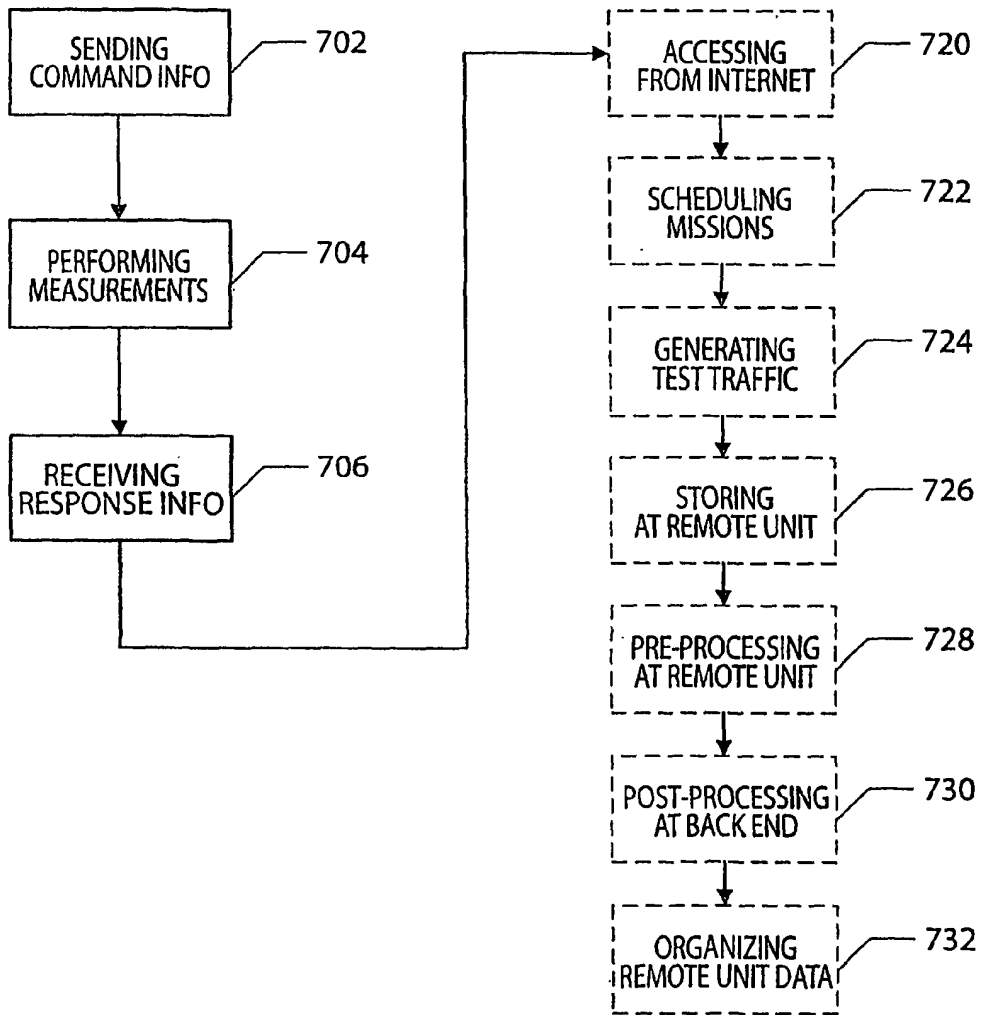 SENDING
COMMAND INFO
702
PERFORMING
MEASUREMENTS
704
RECEIVING
RESPONSE INFO
706
ACCESSING
FROM INTERNET
720
SCHEDULING
MISSIONS
722
GENERATING
TEST TRAFFIC
724
STORING
AT REMOTE UNIT
726
PRE-PROCESSING
AT REMOTE UNIT
728
POST-PROCESSING
AT BACK END
730
ORGANIZING
REMOTE UNIT DATA
732